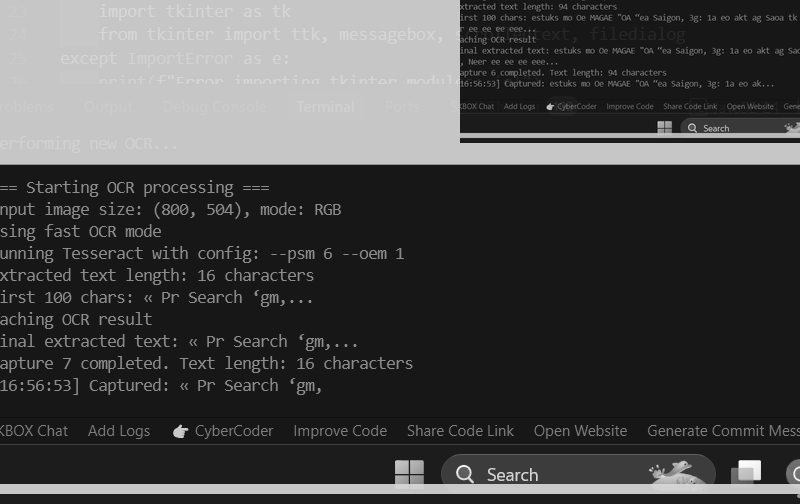 import tkinter as tk
from tkinter import ttk, messagebox, text, filedialog
except ImportError as e:
print(f"Error importing tkinter modul
roblems Output Debug Console Terminal Ports
erforming new OCR...
xtracted text length: 94 characters
irst 100 chars: estuks mo Oe MAGAE "OA “ea Saigon, 3g: 1a eo akt ag Saoa tk
r ee ee ee eee...
aching OCR result
inal extracted text: estuks mo Oe MAGAE "OA “ea Saigon, 3g: 1a eo akt ag Sao
, Neer ee ee ee eee...
apture 6 completed. Text length: 94 characters
16:56:53] Captured: estuks mo Oe MAGAE "OA “ea Saigon, 3g: 1a eo ak...
KBOX Chat Add Logs CyberCoder Improve Code Share Code Link Open Website Gene
Search
== Starting OCR processing ===
nput image size: (800, 504), mode: RGB
sing fast OCR mode
unning Tesseract with config: --psm 6 --oem 1
xtracted text length: 16 characters
irst 100 chars: « Pr Search ‘gm,...
aching OCR result
inal extracted text: « Pr Search ‘gm,...
apture 7 completed. Text length: 16 characters
16:56:53] Captured: « Pr Search ‘gm,
KBOX Chat Add Logs CyberCoder Improve Code Share Code Link Open Website Generate Commit Mess
Search